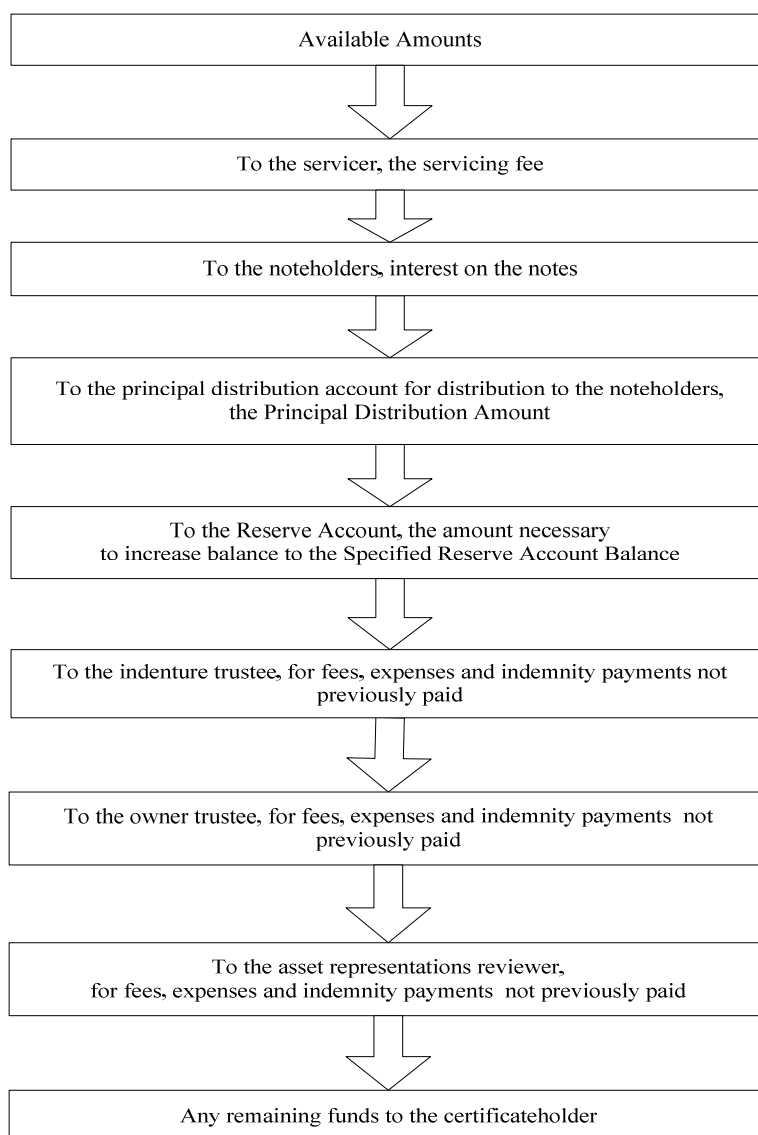 Available Amounts
To the servicer, the servicing fee
To the noteholders, interest on the notes
To the principal distribution account for distribution to the noteholders,
the Principal Distribution Amount
To the Reserve Account, the amount necessary
to increase balance to the Specified Reserve Account Balance
To the indenture trustee, for fees, expenses and indemnity payments not
previously paid
To the owner trustee, for fees, expenses and indemnity payments not
previously paid
To the asset representations reviewer,
for fees, expenses and indemnity payments not previously paid
Any remaining funds to the certificateholder